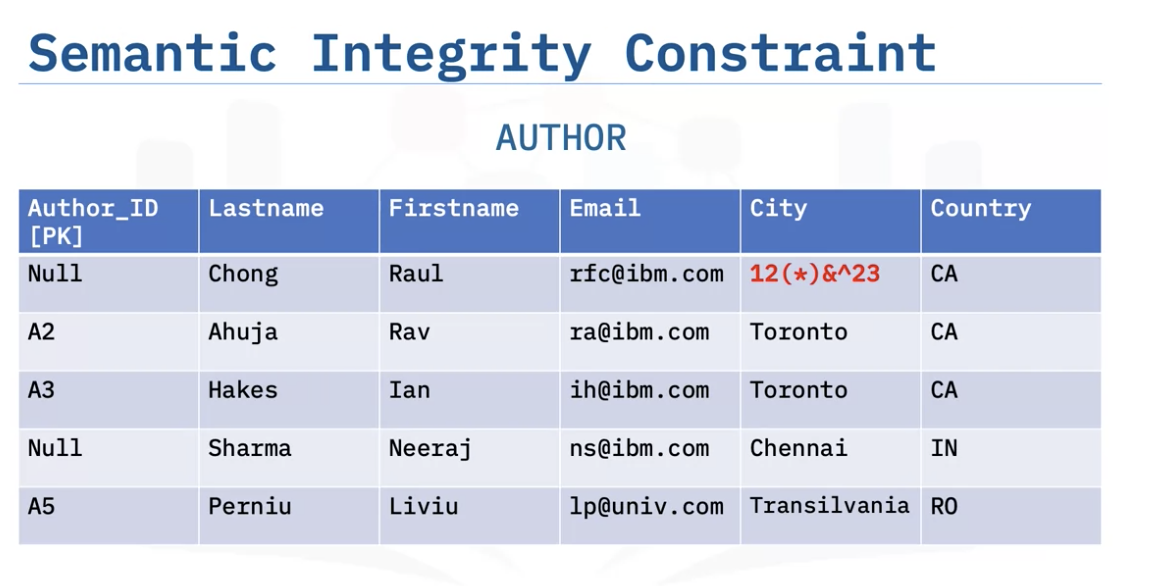 Semantic Integrity Constraint
AUTHOR
Author_ID [PK] Lastname Firstname Email City Country
Null Chong Raul rfc@ibm.com 12(*)&^23 CA
A2 Ahuja Rav ra@ibm.com Toronto CA
A3 Hakes Ian ih@ibm.com Toronto CA
Null Sharma Neeraj ns@ibm.com Chennai IN
A5 Perniu Liviu lp@univ.com Transilvania RO